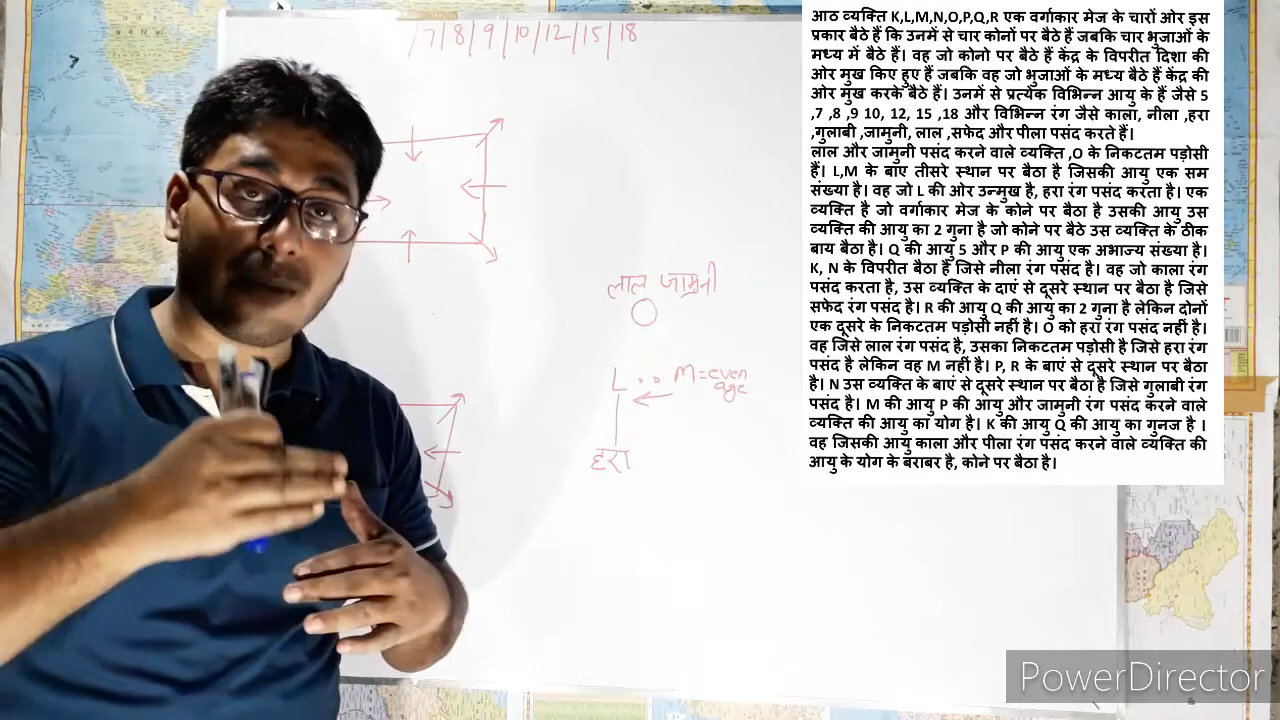 आठ व्यक्ति K,L,M,N,O,P,Q,R एक वर्गाकार मेज के चारों ओर इस
प्रकार बैठे हैं कि उनमें से चार कोनों पर बैठे हैं जबकि चार भुजाओं के
मध्य में बैठे हैं। वह जो कोनो पर बैठे हैं केंद्र के विपरीत दिशा की
ओर मुख किए हुए हैं जबकि वह जो भुजाओं के मध्य बैठे हैं केंद्र की
ओर मुख करके बैठे हैं। उनमें से प्रत्येक विभिन्न आयु के हैं जैसे 5
,7 ,8 ,9 10, 12, 15 ,18 और विभिन्न रंग जैसे काला, नीला ,हरा
,गुलाबी ,जामुनी, लाल ,सफेद और पीला पसंद करते हैं।
लाल और जामुनी पसंद करने वाले व्यक्ति ,O के निकटतम पड़ोसी
हैं। L,M के बाएं तीसरे स्थान पर बैठा है जिसकी आयु एक सम
संख्या है। वह जो L की ओर उन्मुख है, हरा रंग पसंद करता है। एक
व्यक्ति है जो वर्गाकार मेज के कोने पर बैठा है उसकी आयु उस
व्यक्ति की आयु का 2 गुना है जो कोने पर बैठे उस व्यक्ति के ठीक
बाय बैठा है। Q की आयु 5 और P की आयु एक अभाज्य संख्या है।
K, N के विपरीत बैठा है जिसे नीला रंग पसंद है। वह जो काला रंग
पसंद करता है, उस व्यक्ति के दाएं से दूसरे स्थान पर बैठा है जिसे
सफेद रंग पसंद है। R की आयु Q की आयु का 2 गुना है लेकिन दोनों
एक दूसरे के निकटतम पड़ोसी नहीं है। O को हरा रंग पसंद नहीं है।
वह जिसे लाल रंग पसंद है, उसका निकटतम पड़ोसी है जिसे हरा रंग
पसंद है लेकिन वह M नहीं है। P, R के बाएं से दूसरे स्थान पर बैठा
है। N उस व्यक्ति के बाएं से दूसरे स्थान पर बैठा है जिसे गुलाबी रंग
पसंद है। M की आयु P की आयु और जामुनी रंग पसंद करने वाले
व्यक्ति की आयु का योग है। K की आयु Q की आयु का गुनज है ।
वह जिसकी आयु काला और पीला रंग पसंद करने वाले व्यक्ति की
आयु के योग के बराबर है, कोने पर बैठा है।
/7/8/9/10/12/15/18
लाल जामुनी
L .. M=even
age
हरा
PowerDirector